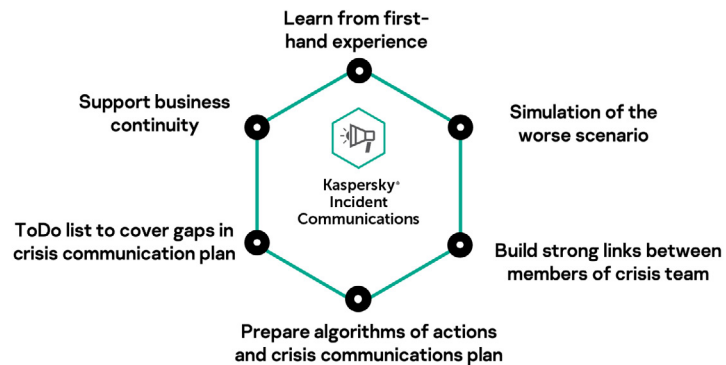 Learn from first-
hand experience
Support business
continuity
Simulation of the
worse scenario
Kaspersky®
Incident
Communications
ToDo list to cover gaps in
crisis communication plan
Build strong links between
members of crisis team
Prepare algorithms of actions
and crisis communications plan